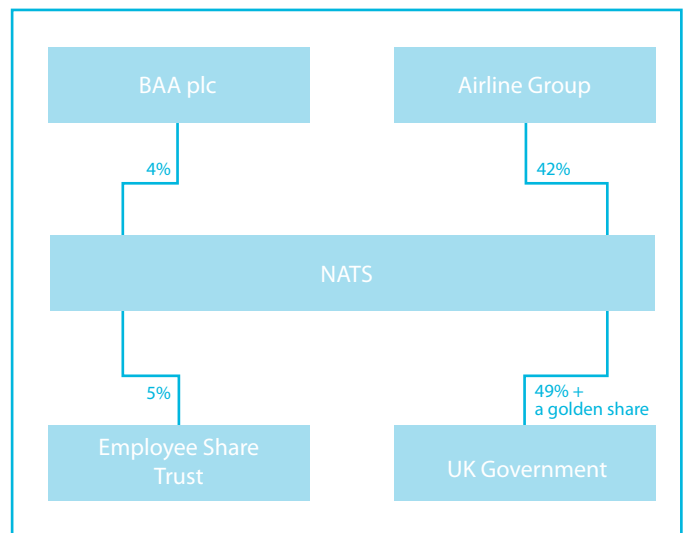 BAA plc
Airline Group
4%
42%
NATS
5%
49% +
a golden share
Employee Share
Trust
UK Government